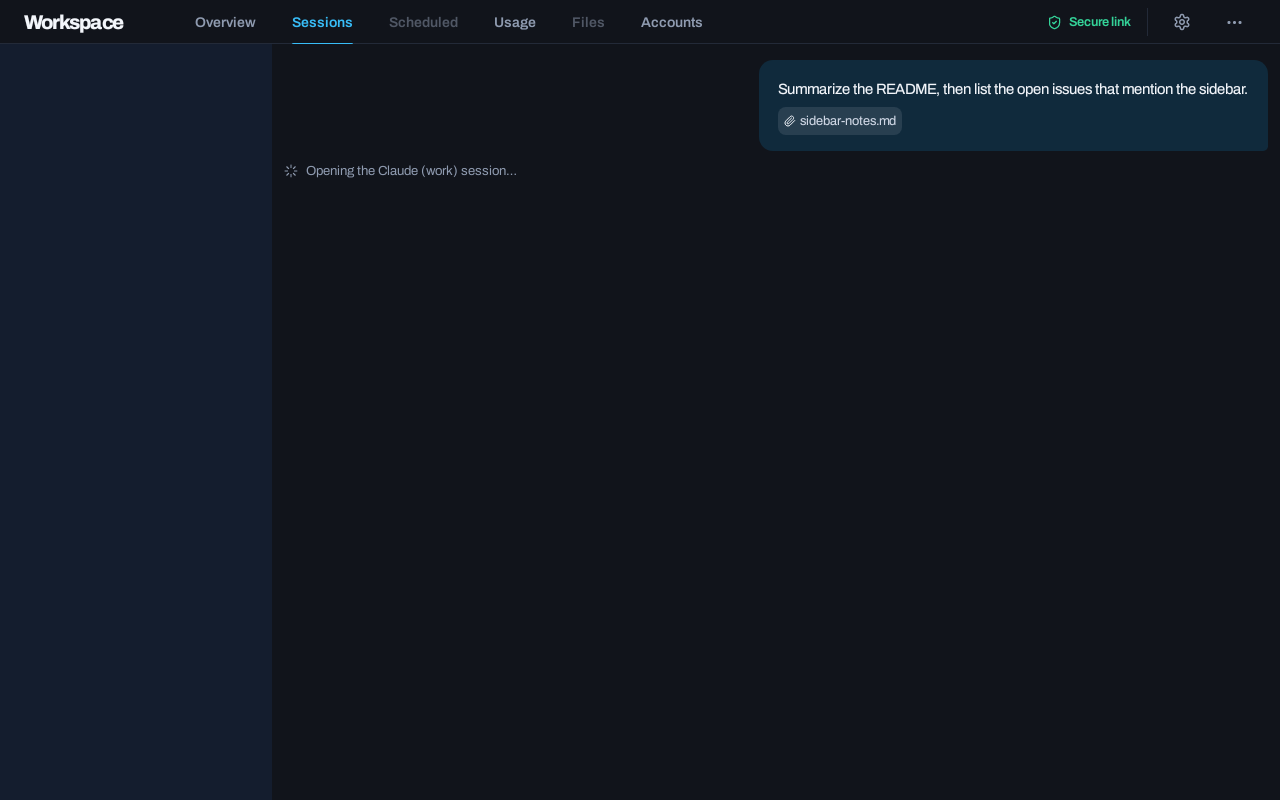 Workspace
Overview
Sessions
Scheduled
Usage
Files
Accounts
Secure link
Summarize the README, then list the open issues that mention the sidebar.
sidebar-notes.md
Opening the Claude (work) session...